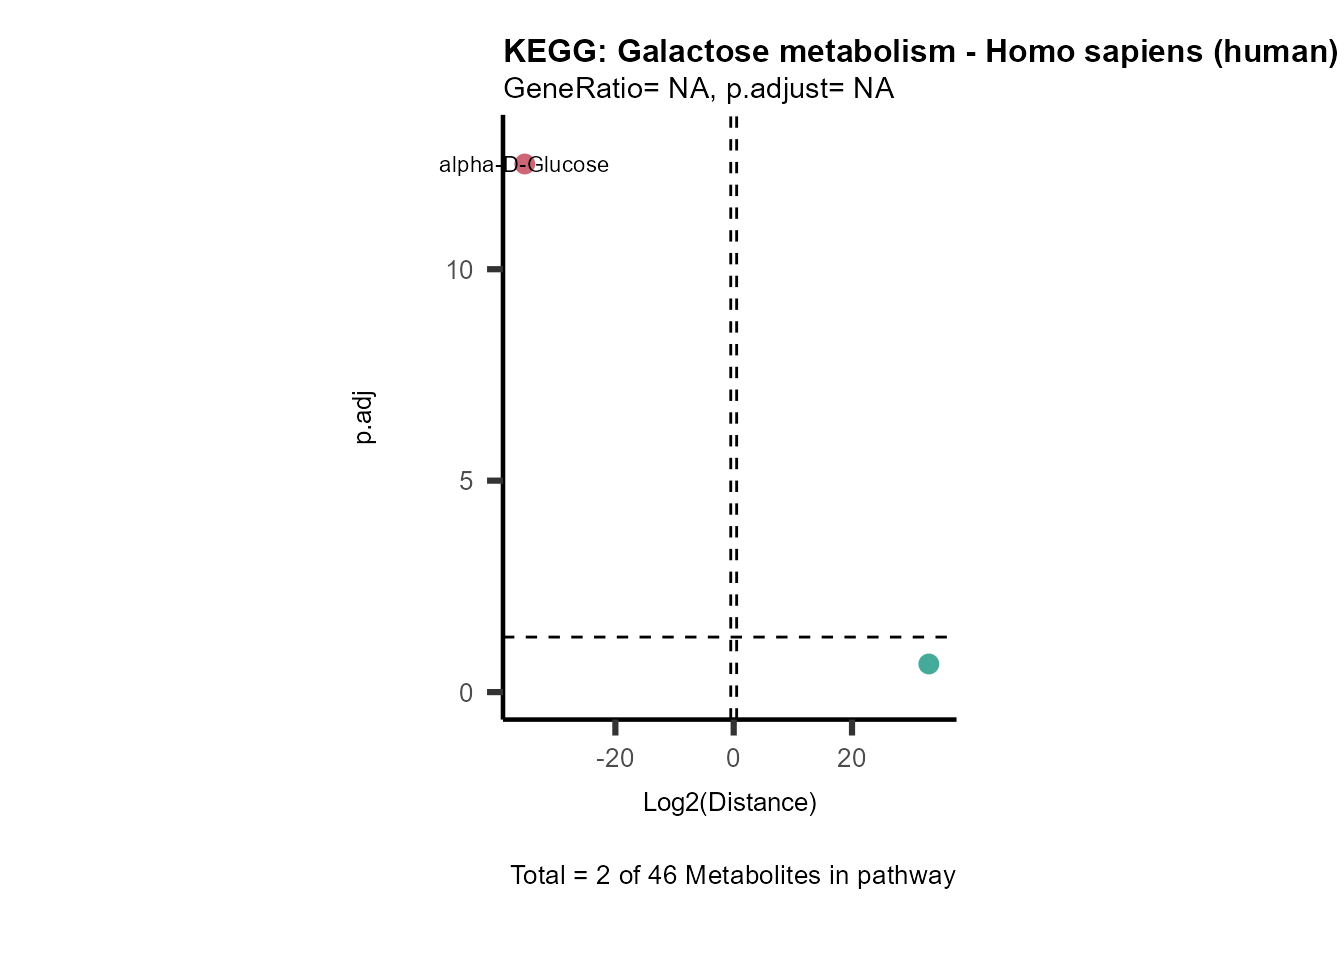 KEGG: Galactose metabolism - Homo sapiens (human)
GeneRatio= NA, p.adjust= NA
alpha-D-Glucose
10
5
0
p.adj
-20 0 20
Log2(Distance)
Total = 2 of 46 Metabolites in pathway